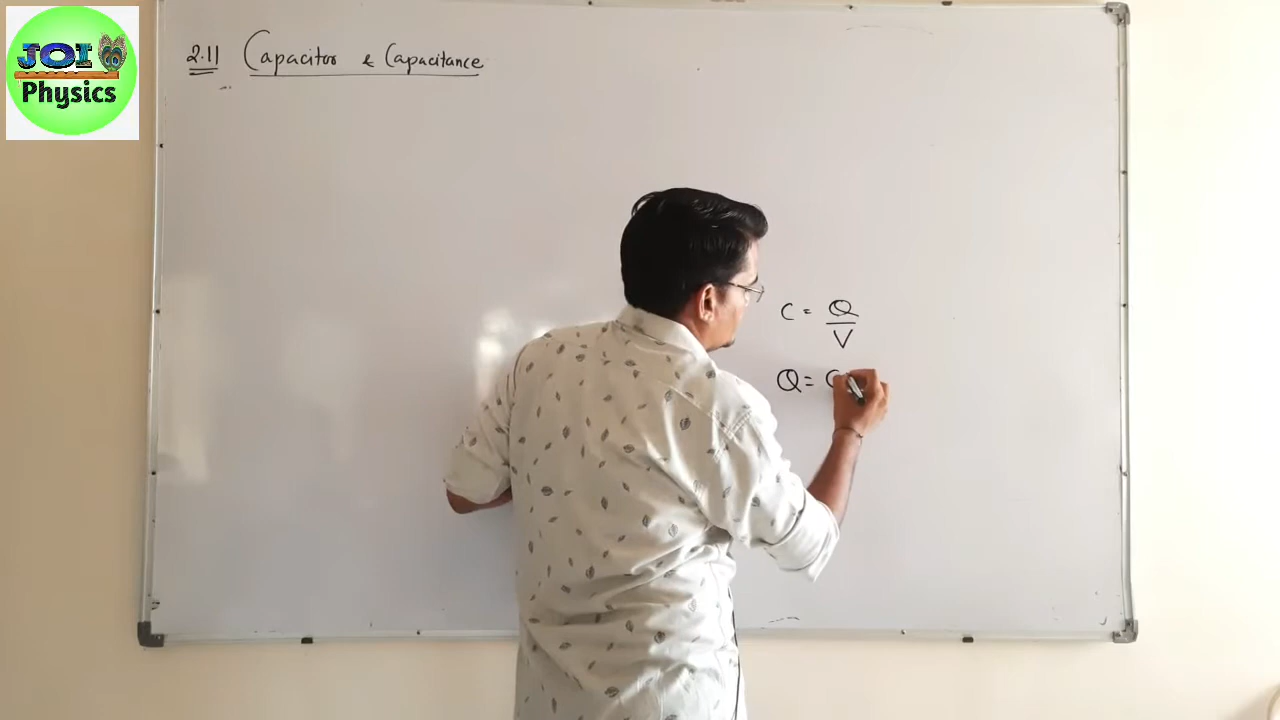 JOI
Physics
2.11 Capacitor & Capacitance
C = Q
V
Q = C